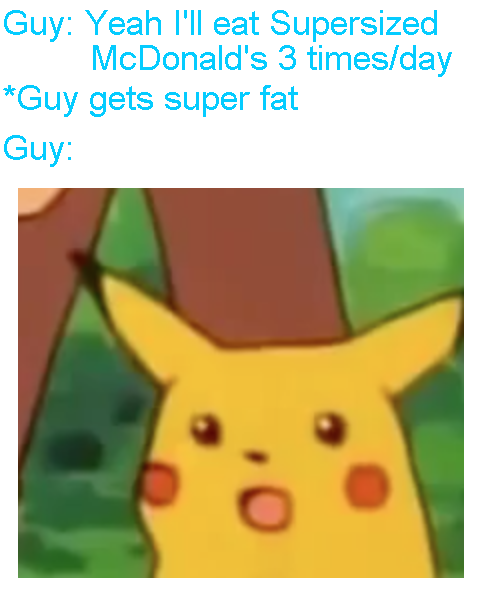 Guy: Yeah I'll eat Supersized
McDonald's 3 times/day
*Guy gets super fat
Guy: